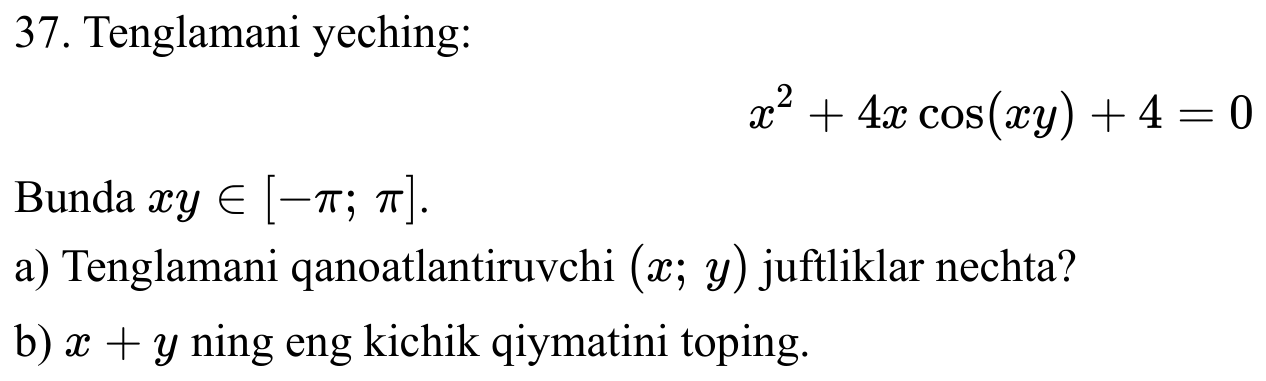 37. Tenglamani yeching:
x² + 4x cos(xy) + 4 = 0
Bunda xy ∈ [−π; π].
a) Tenglamani qanoatlantiruvchi (x; y) juftliklar nechta?
b) x + y ning eng kichik qiymatini toping.